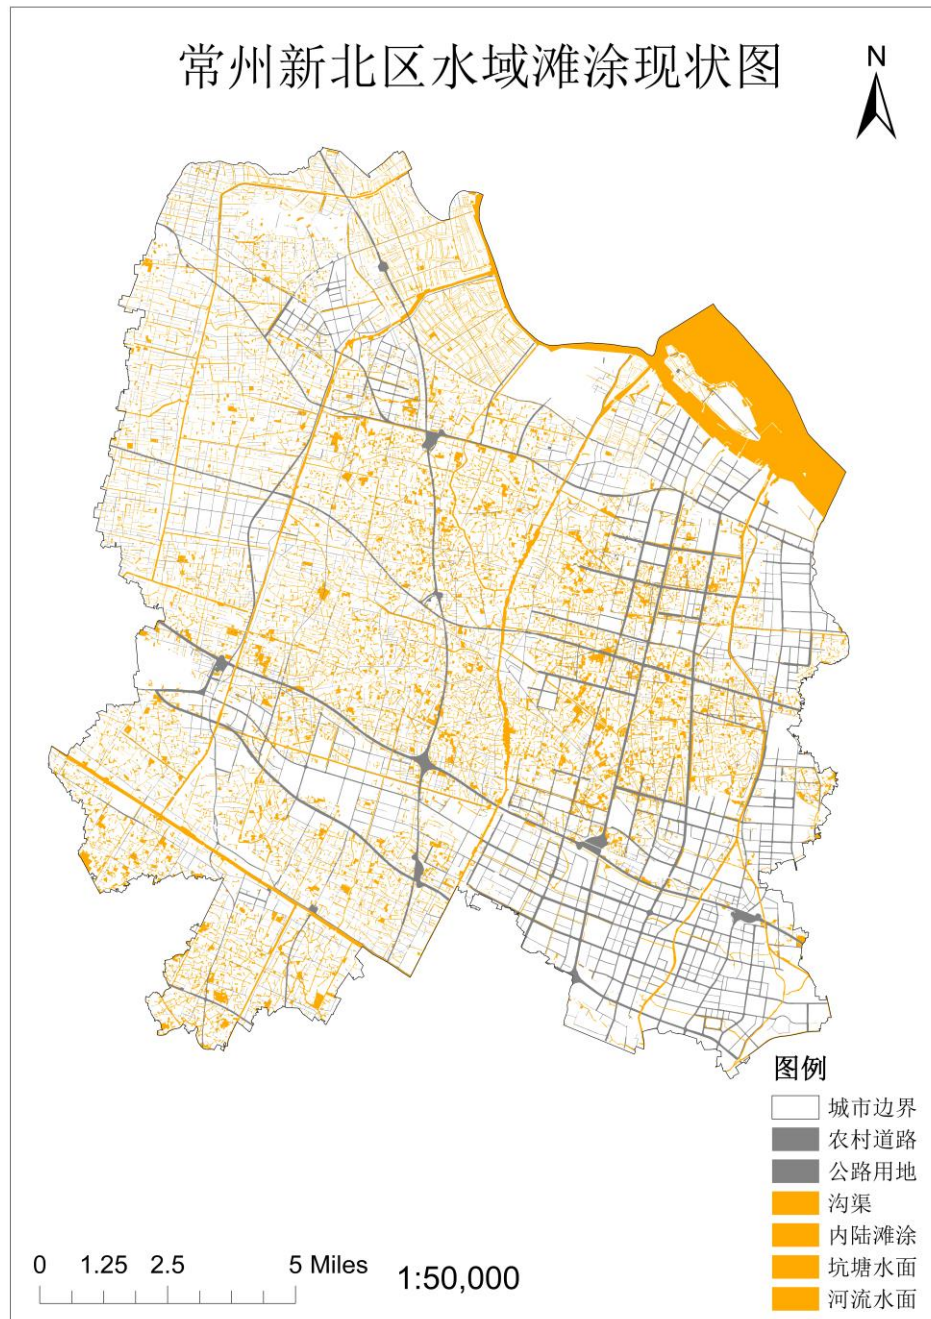 常州新北区水域滩涂现状图
N
图例
城市边界
农村道路
公路用地
沟渠
内陆滩涂
坑塘水面
河流水面
0 1.25 2.5 5 Miles
1:50,000